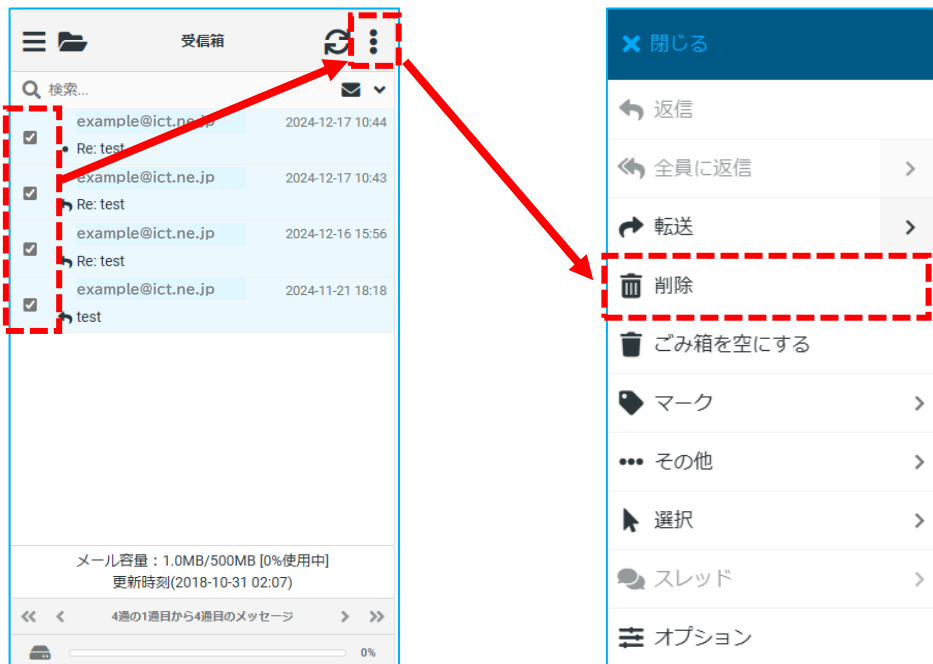 受信箱
検索...
example@ict.ne.jp 2024-12-17 10:44
Re: test
example@ict.ne.jp 2024-12-17 10:43
Re: test
example@ict.ne.jp 2024-12-16 15:56
Re: test
example@ict.ne.jp 2024-11-21 18:18
test
メール容量：1.0MB/500MB [0%使用中]
更新時刻(2018-10-31 02:07)
4通の1通目から4通目のメッセージ
0%
閉じる
返信
全員に返信
転送
削除
ごみ箱を空にする
マーク
その他
選択
スレッド
オプション